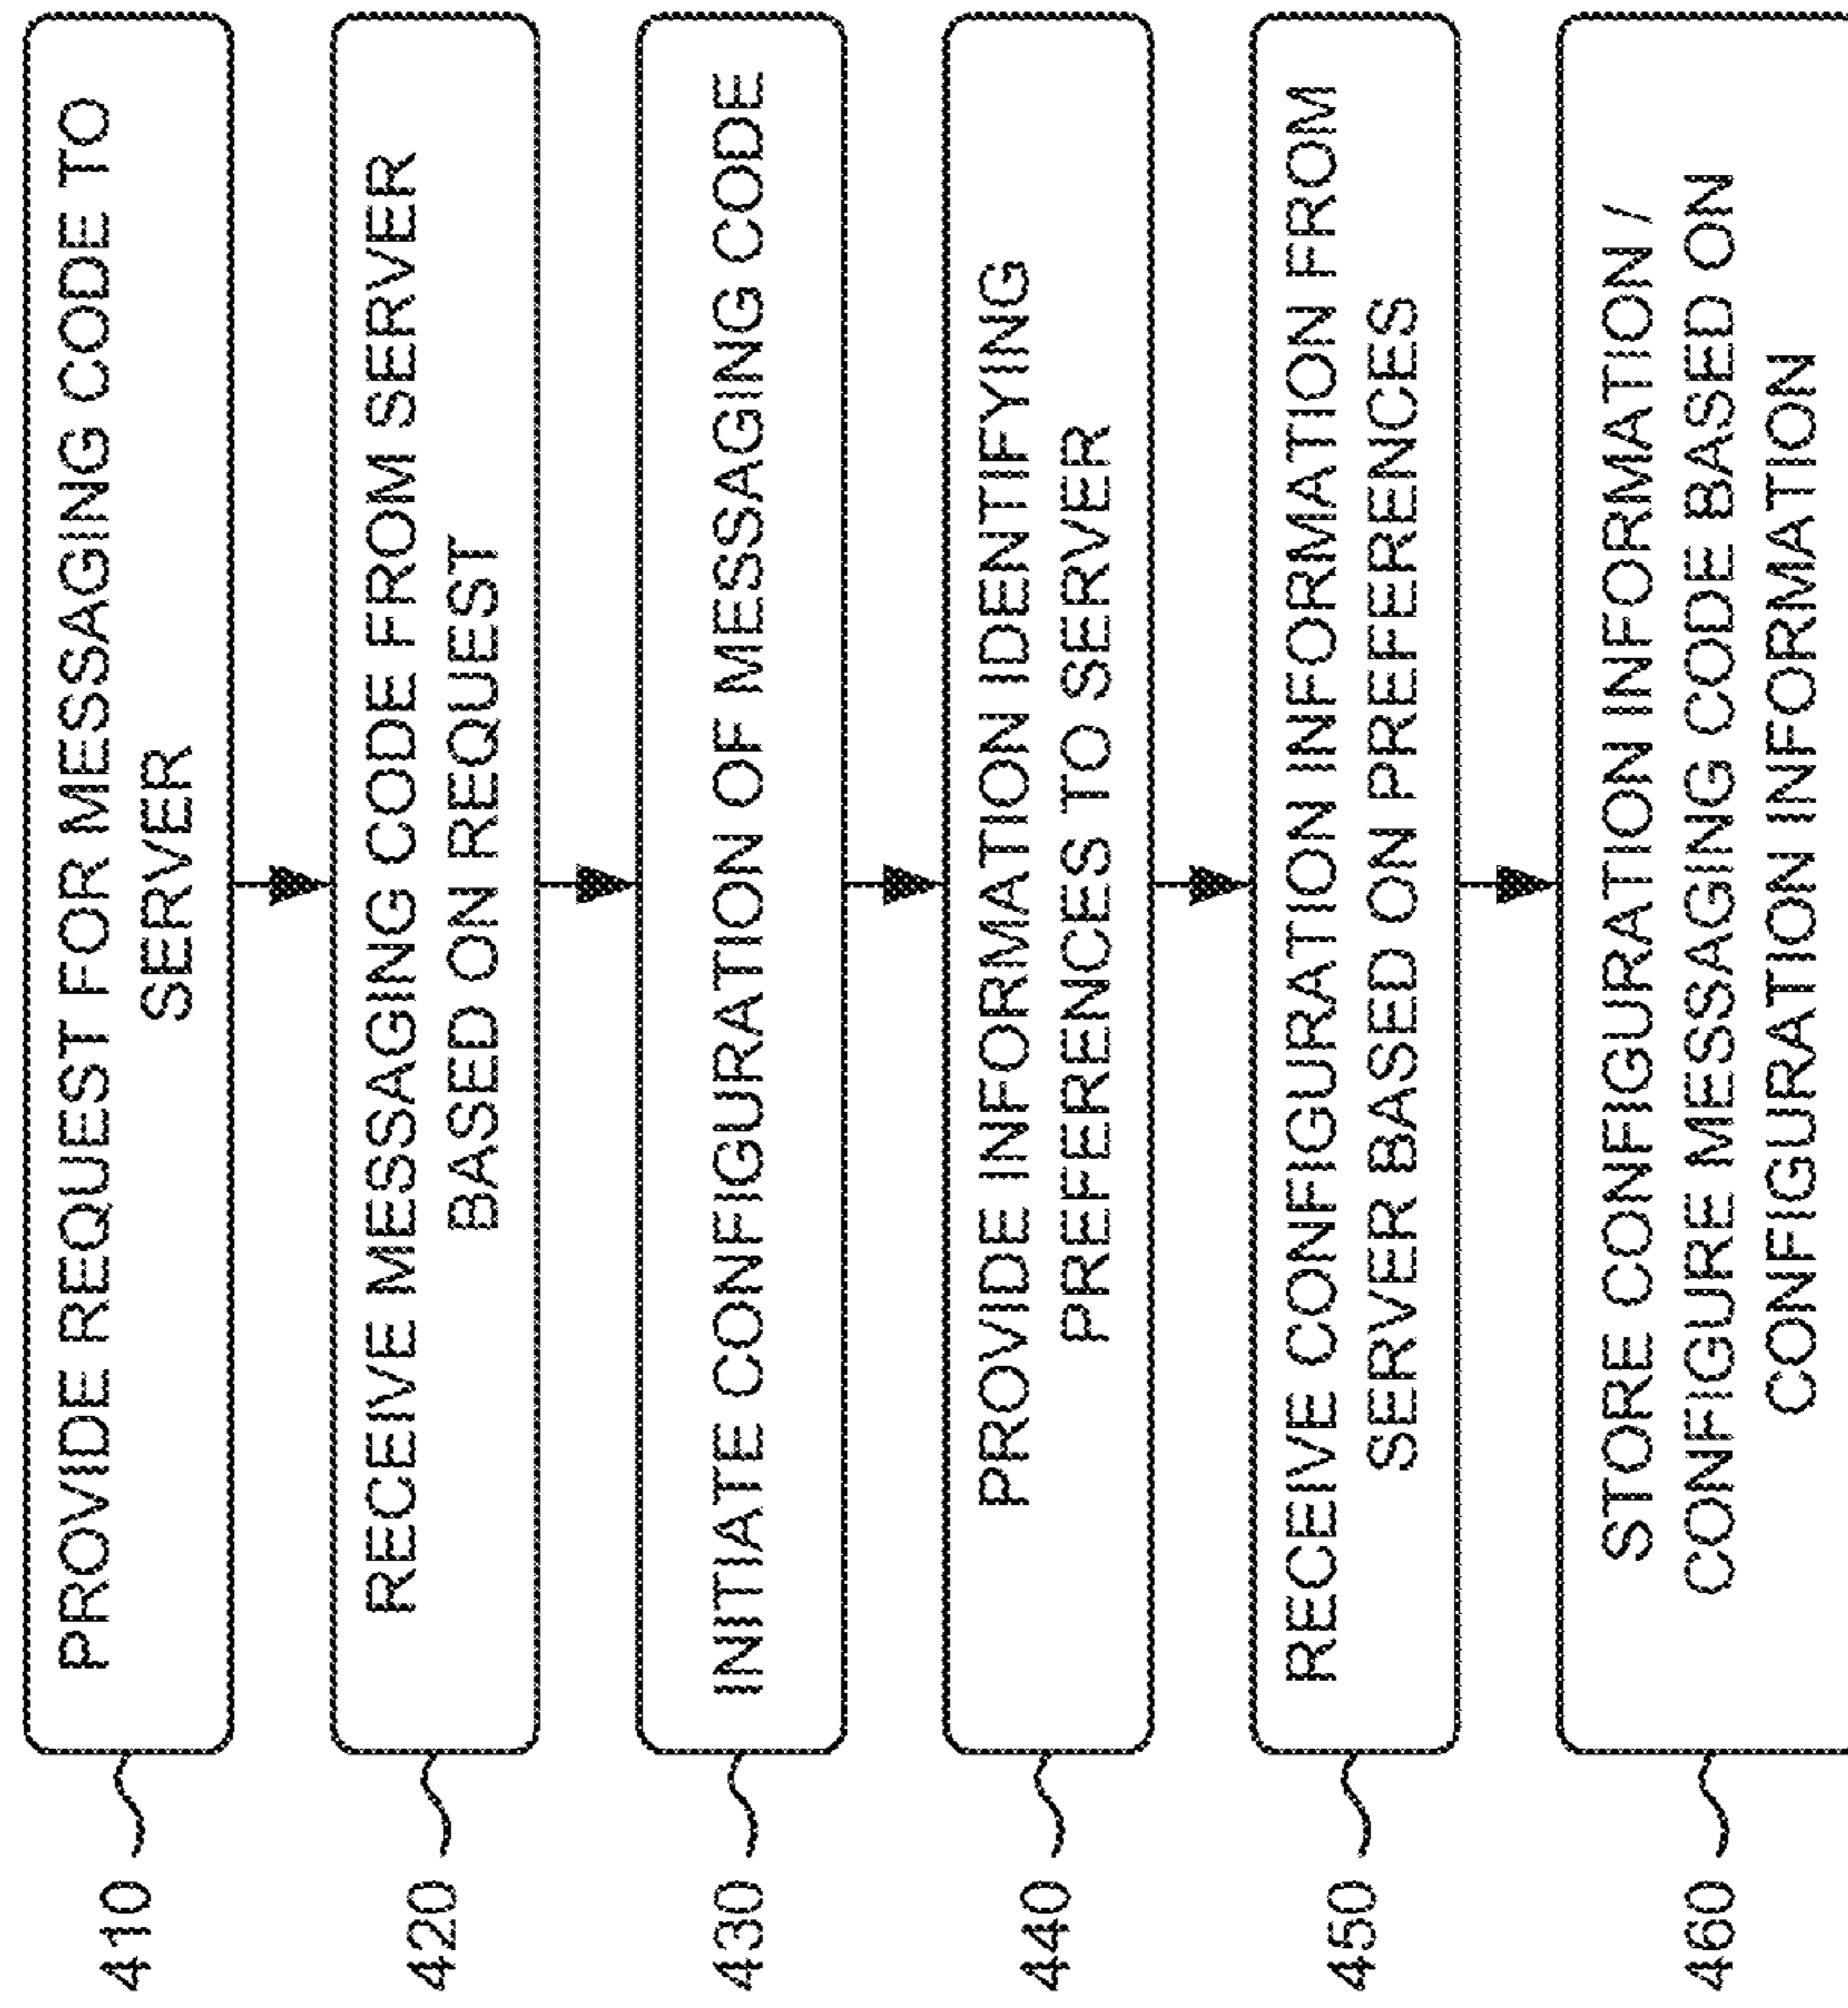 410
PROVIDE REQUEST FOR MESSAGING CODE TO
SERVER
420
RECEIVE MESSAGING CODE FROM SERVER
BASED ON REQUEST
430
INITIATE CONFIGURATION OF MESSAGING CODE
440
PROVIDE INFORMATION IDENTIFYING
PREFERENCES TO SERVER
450
RECEIVE CONFIGURATION INFORMATION FROM
SERVER BASED ON PREFERENCES
460
STORE CONFIGURATION INFORMATION /
CONFIGURE MESSAGING CODE BASED ON
CONFIGURATION INFORMATION